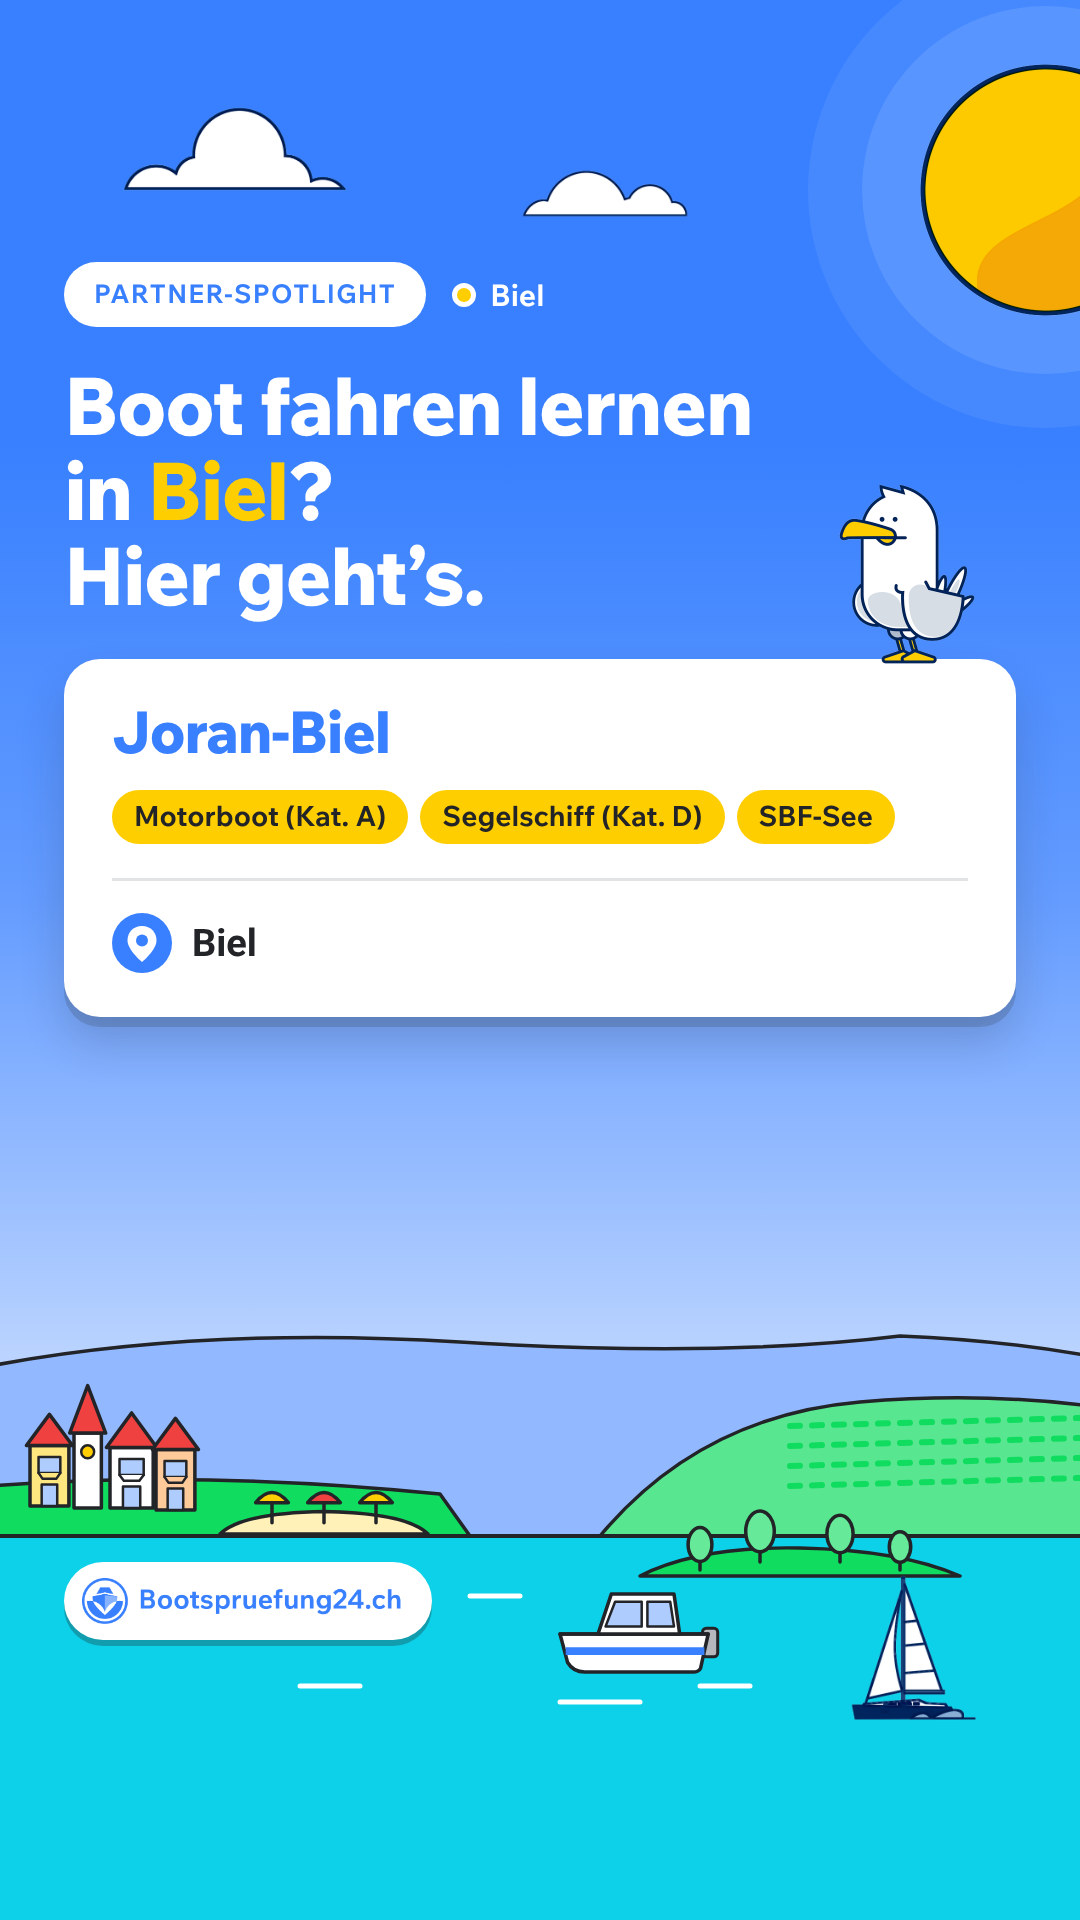 PARTNER-SPOTLIGHT
Biel
Boot fahren lernen
in Biel?
Hier geht’s.
Joran-Biel
Motorboot (Kat. A)
Segelschiff (Kat. D)
SBF-See
Biel
Bootspruefung24.ch